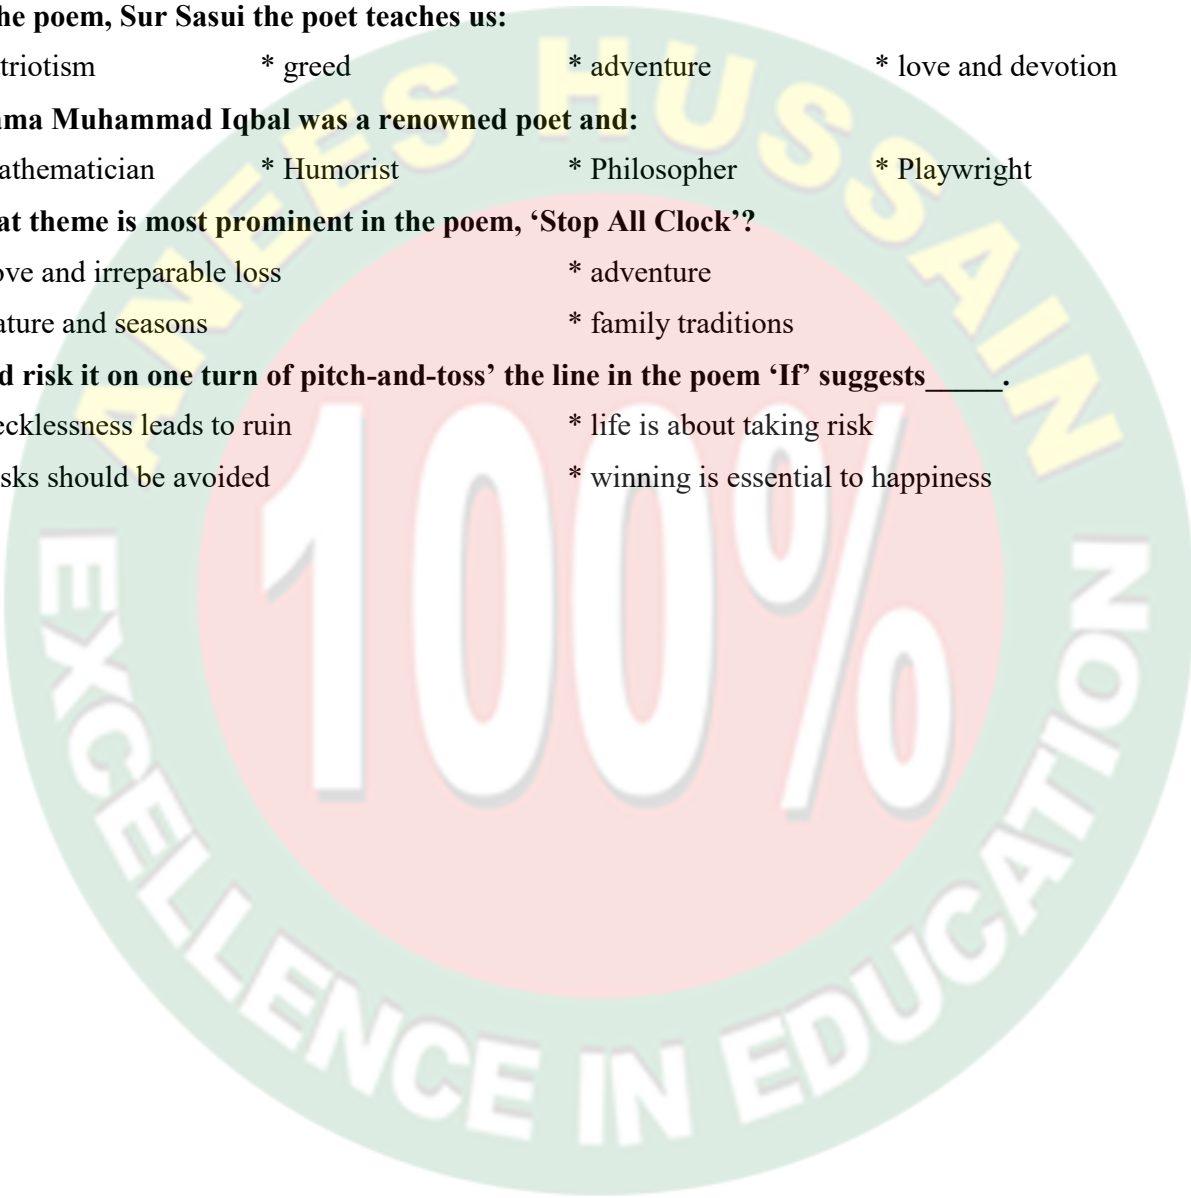 he poem, Sur Sasui the poet teaches us:
triotism * greed * adventure * love and devotion
ama Muhammad Iqbal was a renowned poet and:
athematician * Humorist * Philosopher * Playwright
at theme is most prominent in the poem, ‘Stop All Clock’?
ove and irreparable loss * adventure
ature and seasons * family traditions
d risk it on one turn of pitch-and-toss’ the line in the poem ‘If’ suggests_____.
ecklessness leads to ruin * life is about taking risk
sks should be avoided * winning is essential to happiness
ANEES HUSSAIN
100%
EXCELLENCE IN EDUCATION